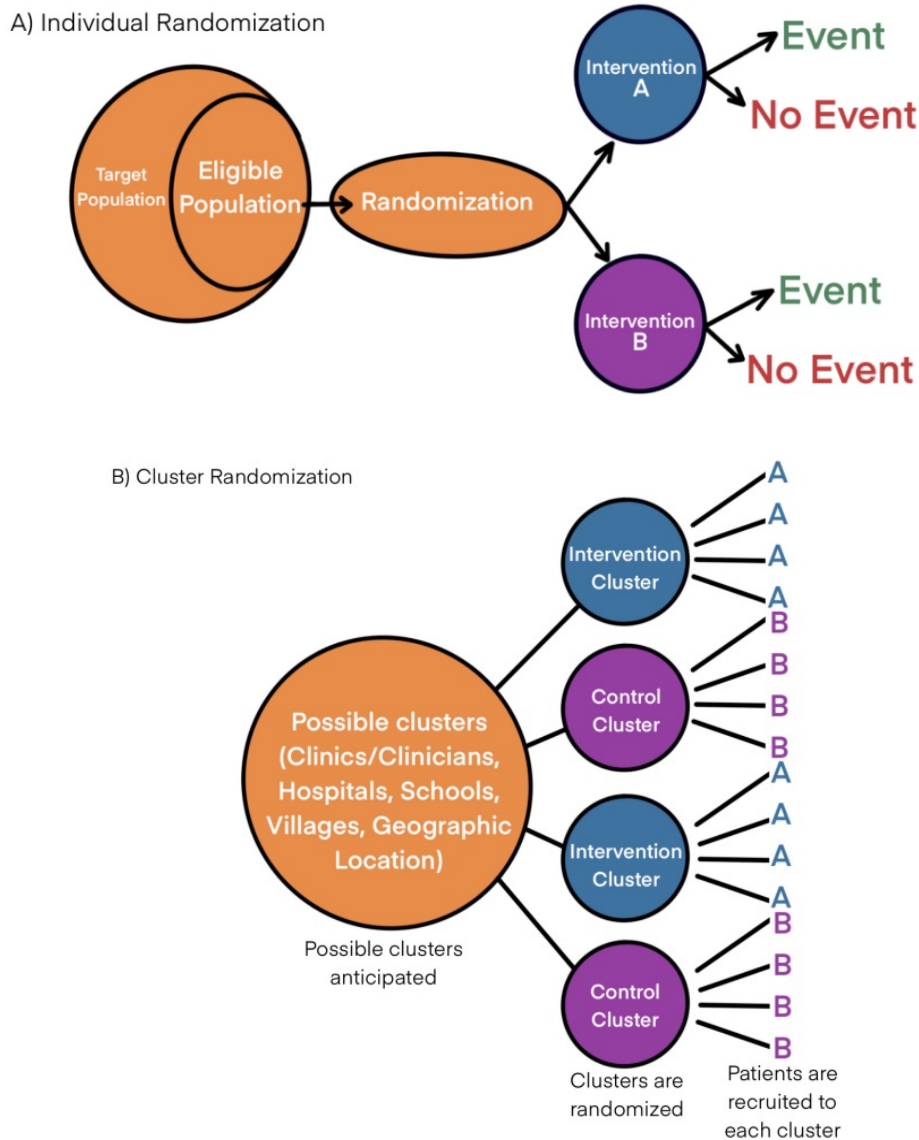 A) Individual Randomization
Target
Population
Eligible
Population
Randomization
Intervention
A
Event
No Event
Intervention
B
Event
No Event
B) Cluster Randomization
Possible clusters
(Clinics/Clinicians,
Hospitals, Schools,
Villages, Geographic
Location)
Possible clusters
anticipated
Intervention
Cluster
A
A
A
A
Control
Cluster
B
B
B
B
Intervention
Cluster
A
A
A
A
Control
Cluster
B
B
B
B
Clusters are
randomized
Patients are
recruited to
each cluster